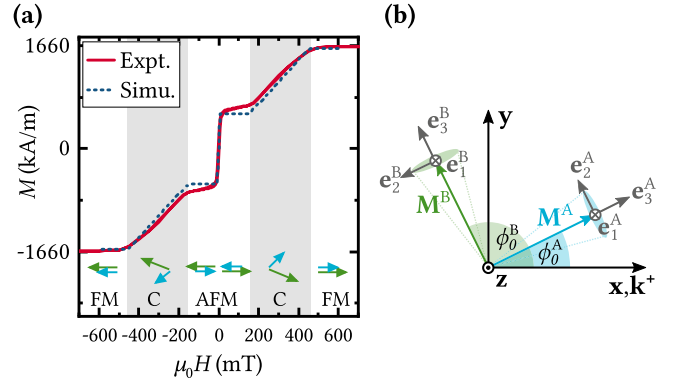 (a)
1660
0
-1660
M (kA/m)
Expt.
Simu.
FM C AFM C FM
-600 -400 -200 0 200 400 600
μ₀H (mT)
(b)
y
e₃ᴮ
e₂ᴮ
e₁ᴮ
Mᴮ
e₂ᴬ
e₃ᴬ
e₁ᴬ
Mᴬ
ϕ₀ᴮ
ϕ₀ᴬ
z
x,k⁺